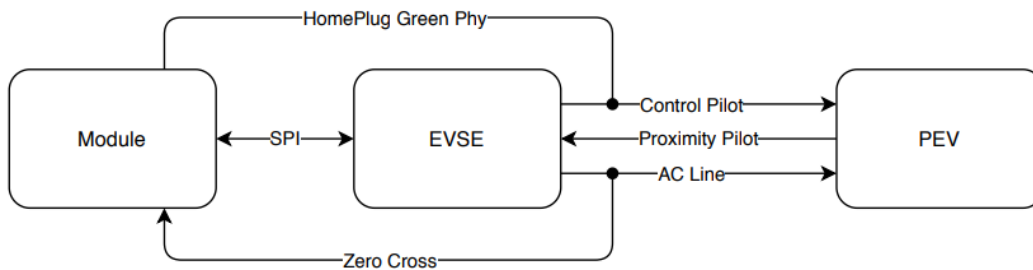 HomePlug Green Phy
Module
SPI
EVSE
Control Pilot
Proximity Pilot
AC Line
PEV
Zero Cross